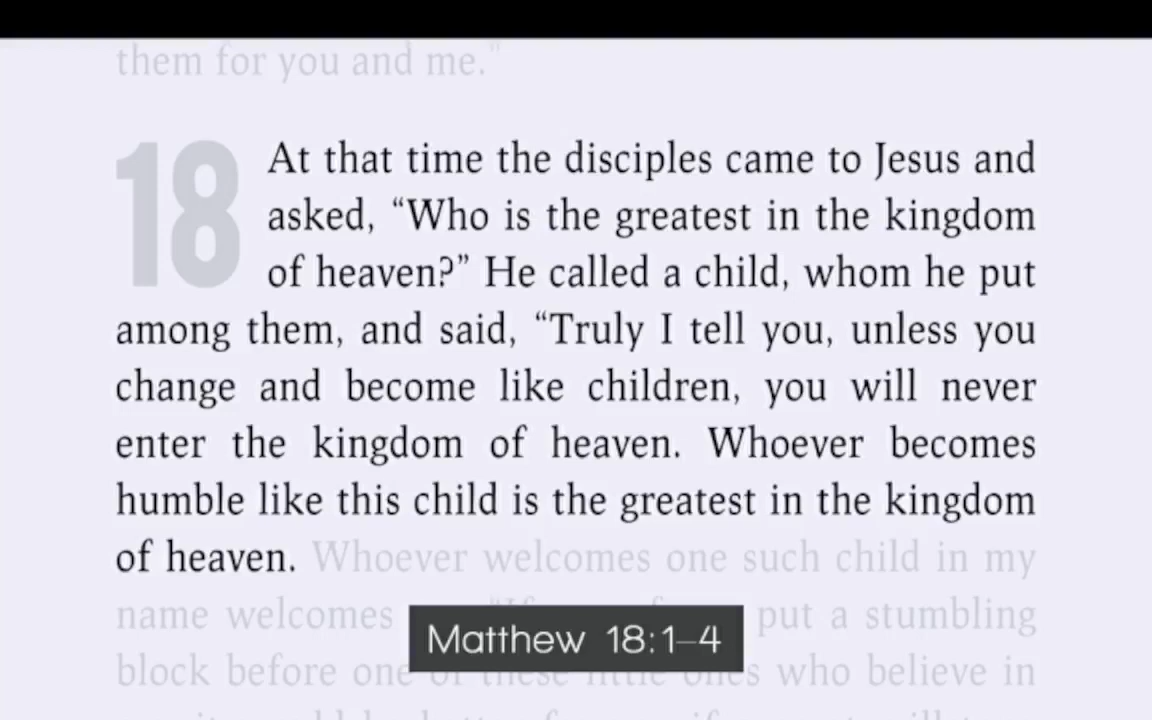 them for you and me."
18
At that time the disciples came to Jesus and
asked, “Who is the greatest in the kingdom
of heaven?” He called a child, whom he put
among them, and said, “Truly I tell you, unless you
change and become like children, you will never
enter the kingdom of heaven. Whoever becomes
humble like this child is the greatest in the kingdom
of heaven. Whoever welcomes one such child in my
name welcomes put a stumbling
Matthew 18:1–4
block before one of these little ones who believe in